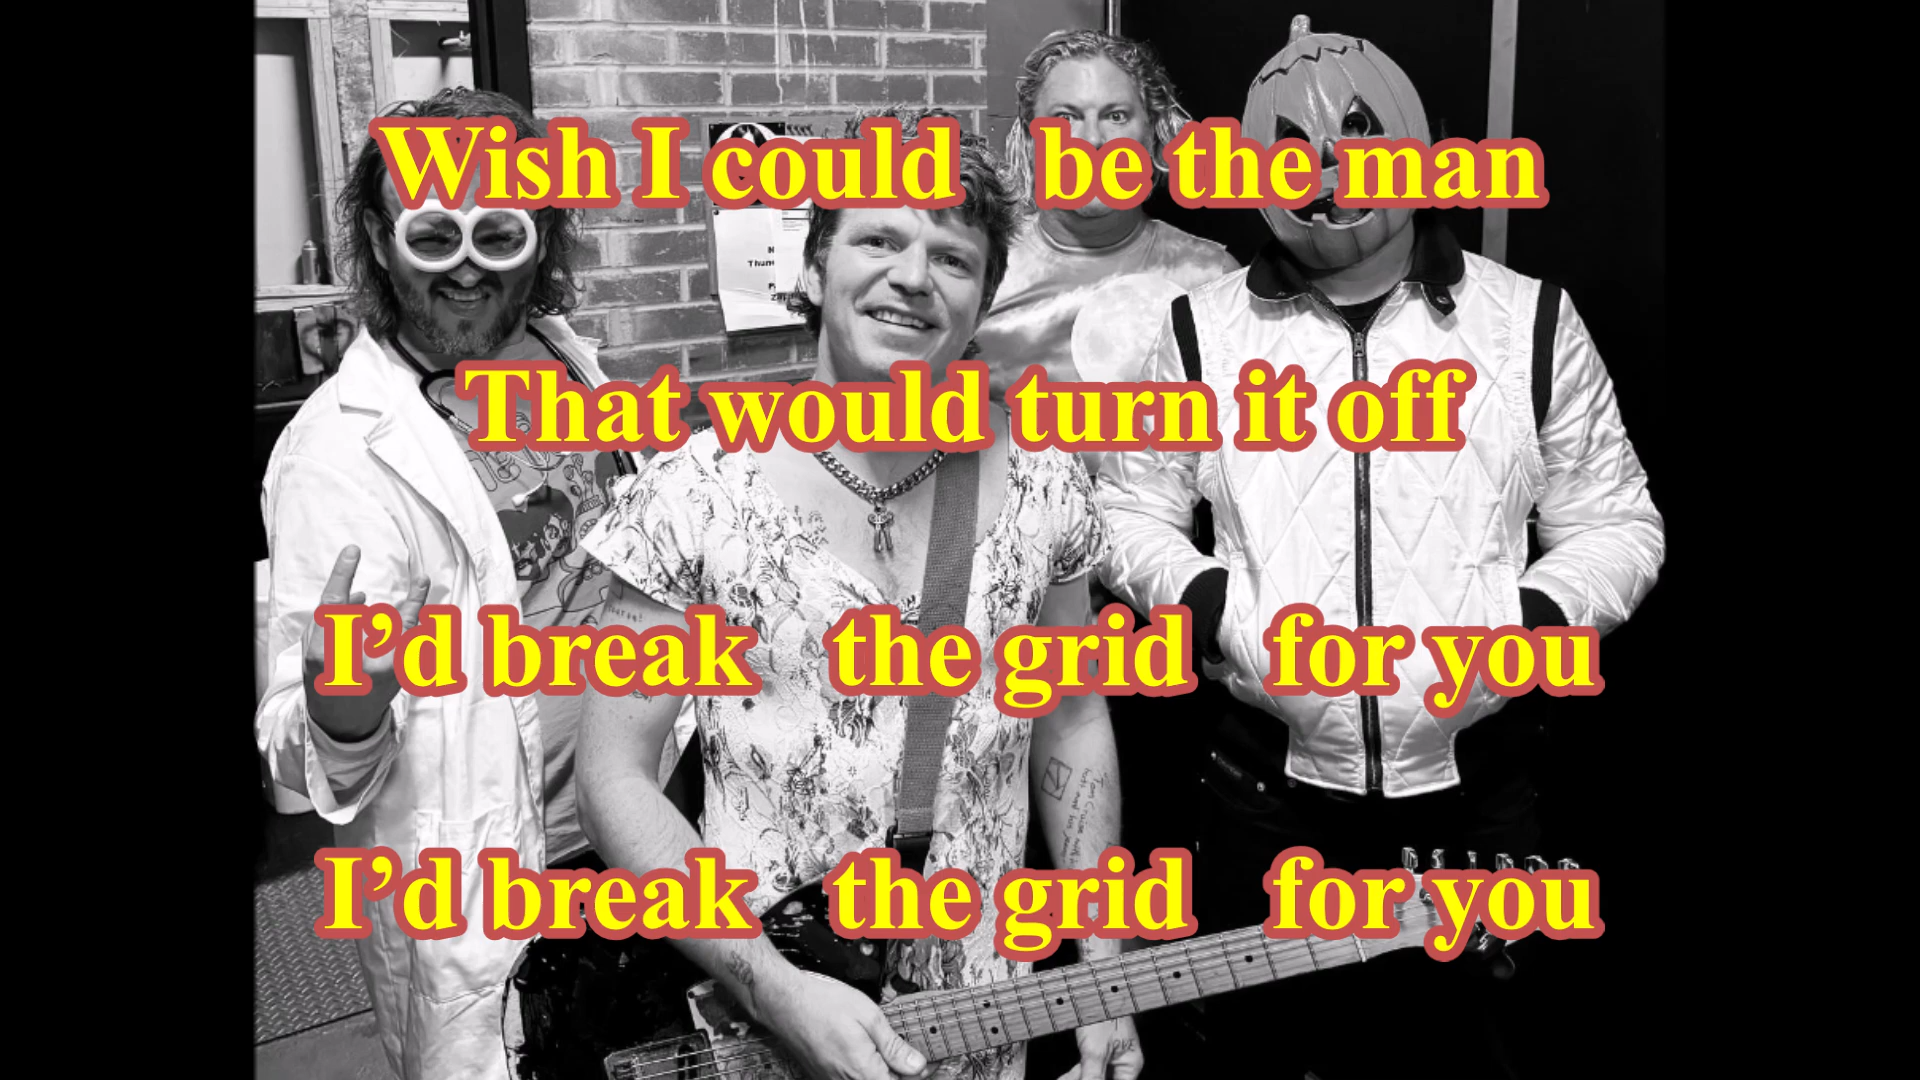 Wish I could be the man
That would turn it off
I’d break the grid for you
I’d break the grid for you